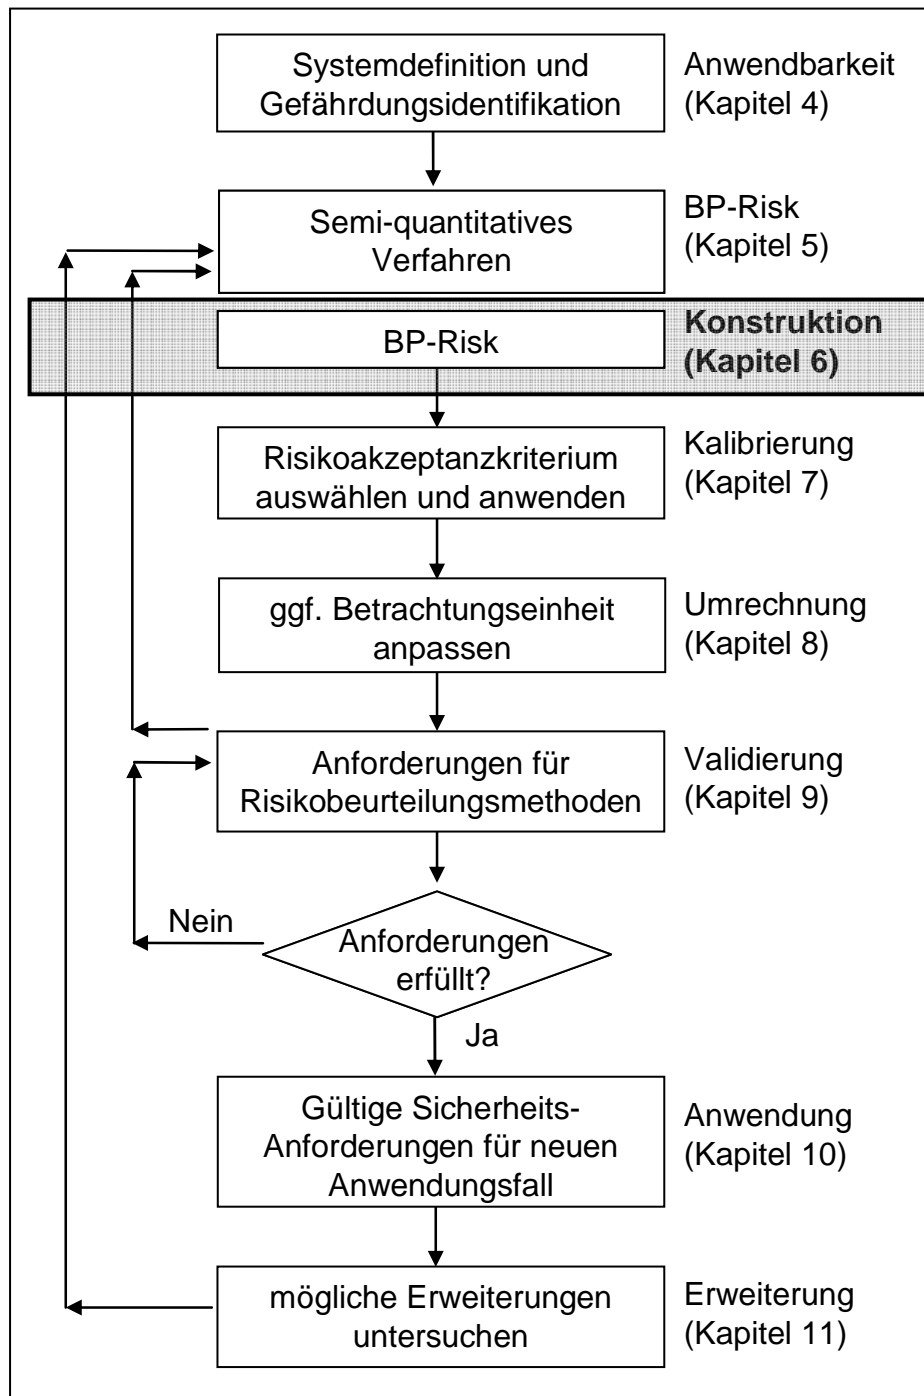 Systemdefinition und
Gefährdungsidentifikation
Anwendbarkeit
(Kapitel 4)
Semi-quantitatives
Verfahren
BP-Risk
(Kapitel 5)
BP-Risk
Konstruktion
(Kapitel 6)
Risikoakzeptanzkriterium
auswählen und anwenden
Kalibrierung
(Kapitel 7)
ggf. Betrachtungseinheit
anpassen
Umrechnung
(Kapitel 8)
Anforderungen für
Risikobeurteilungsmethoden
Validierung
(Kapitel 9)
Nein
Anforderungen
erfüllt?
Ja
Gültige Sicherheits-
Anforderungen für neuen
Anwendungsfall
Anwendung
(Kapitel 10)
mögliche Erweiterungen
untersuchen
Erweiterung
(Kapitel 11)